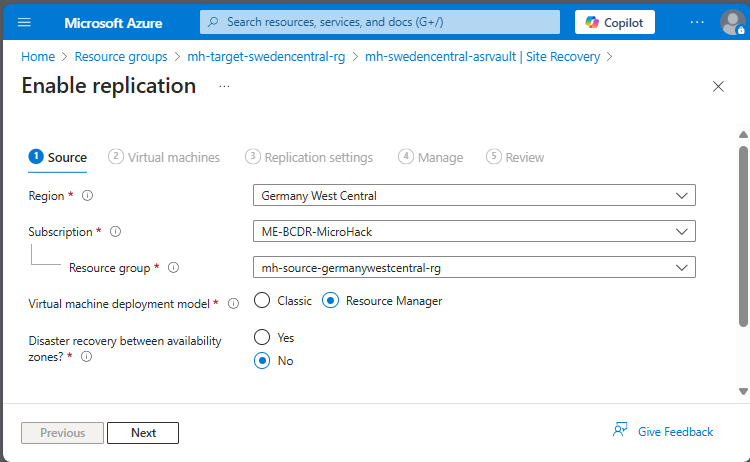 Microsoft Azure
Search resources, services, and docs (G+/)
Copilot
Home > Resource groups > mh-target-swedencentral-rg > mh-swedencentral-asrvault | Site Recovery >
Enable replication
1 Source
2 Virtual machines
3 Replication settings
4 Manage
5 Review
Region *
Germany West Central
Subscription *
ME-BCDR-MicroHack
Resource group *
mh-source-germanywestcentral-rg
Virtual machine deployment model *
Classic
Resource Manager
Disaster recovery between availability
zones? *
Yes
No
Previous
Next
Give Feedback